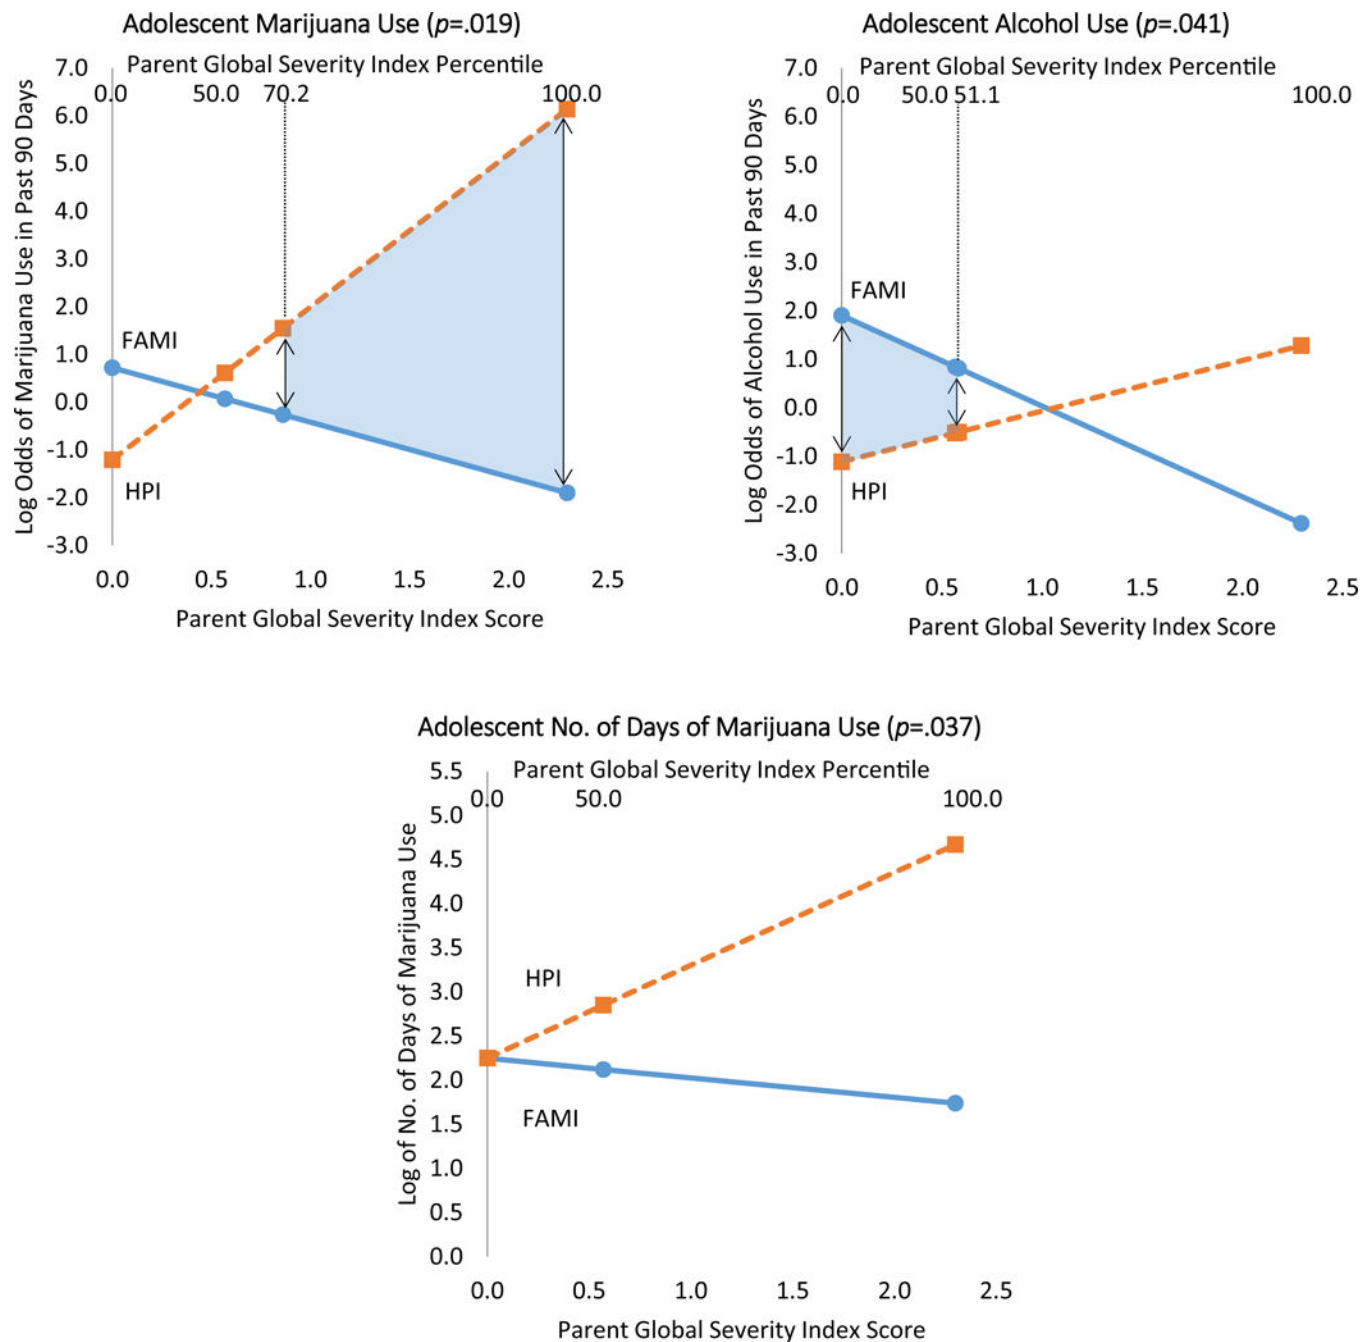 Adolescent Marijuana Use (p=.019)
Parent Global Severity Index Percentile
0.0 50.0 70.2 100.0
Log Odds of Marijuana Use in Past 90 Days
7.0
6.0
5.0
4.0
3.0
2.0
1.0
0.0
-1.0
-2.0
-3.0
FAMI
HPI
0.0 0.5 1.0 1.5 2.0 2.5
Parent Global Severity Index Score
Adolescent Alcohol Use (p=.041)
Parent Global Severity Index Percentile
0.0 50.0 51.1 100.0
Log Odds of Alcohol Use in Past 90 Days
7.0
6.0
5.0
4.0
3.0
2.0
1.0
0.0
-1.0
-2.0
-3.0
FAMI
HPI
0.0 0.5 1.0 1.5 2.0 2.5
Parent Global Severity Index Score
Adolescent No. of Days of Marijuana Use (p=.037)
Parent Global Severity Index Percentile
0.0 50.0 100.0
Log of No. of Days of Marijuana Use
5.5
5.0
4.5
4.0
3.5
3.0
2.5
2.0
1.5
1.0
0.5
0.0
HPI
FAMI
0.0 0.5 1.0 1.5 2.0 2.5
Parent Global Severity Index Score